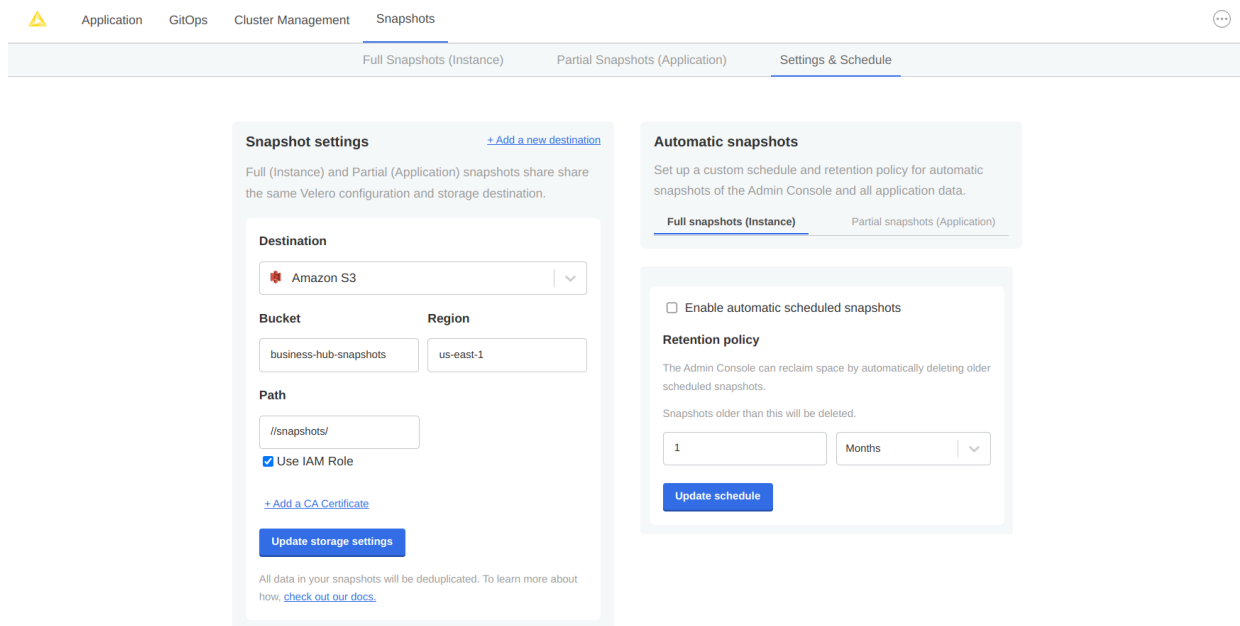 Application GitOps Cluster Management Snapshots
Full Snapshots (Instance) Partial Snapshots (Application) Settings & Schedule
Snapshot settings + Add a new destination
Full (Instance) and Partial (Application) snapshots share share
the same Velero configuration and storage destination.
Destination
Amazon S3
Bucket Region
business-hub-snapshots us-east-1
Path
//snapshots/
Use IAM Role
+ Add a CA Certificate
Update storage settings
All data in your snapshots will be deduplicated. To learn more about
how, check out our docs.
Automatic snapshots
Set up a custom schedule and retention policy for automatic
snapshots of the Admin Console and all application data.
Full snapshots (Instance) Partial snapshots (Application)
Enable automatic scheduled snapshots
Retention policy
The Admin Console can reclaim space by automatically deleting older
scheduled snapshots.
Snapshots older than this will be deleted.
1 Months
Update schedule